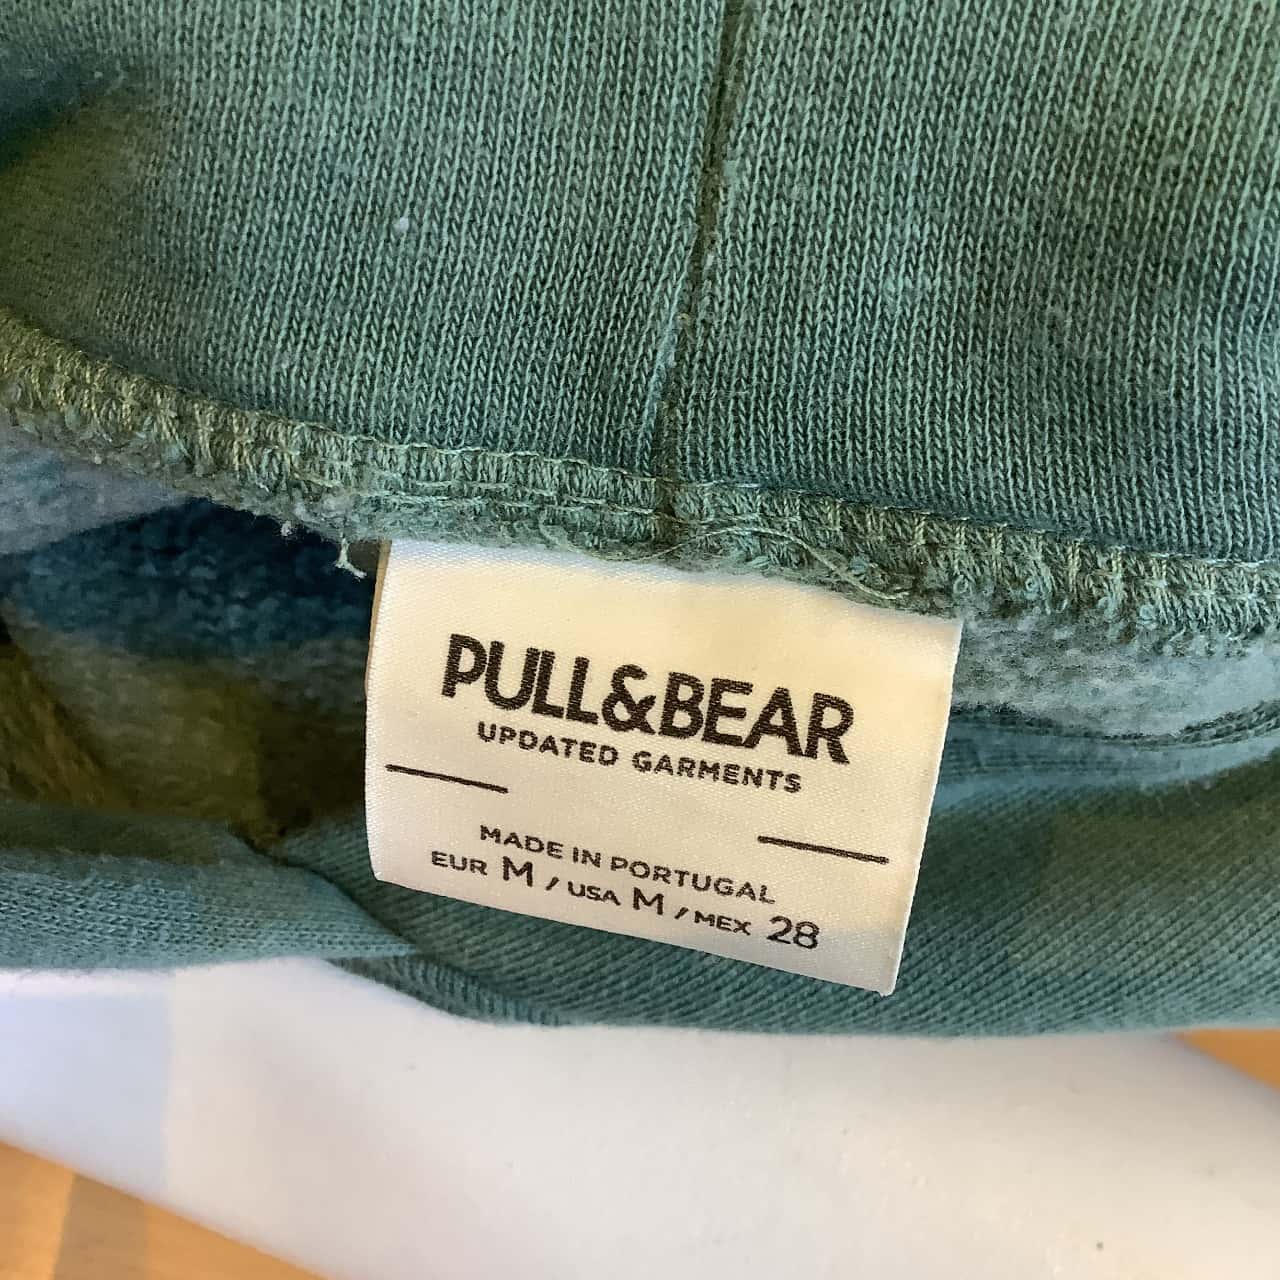 PULL&BEAR
UPDATED GARMENTS
MADE IN PORTUGAL
EUR M / USA M / MEX 28